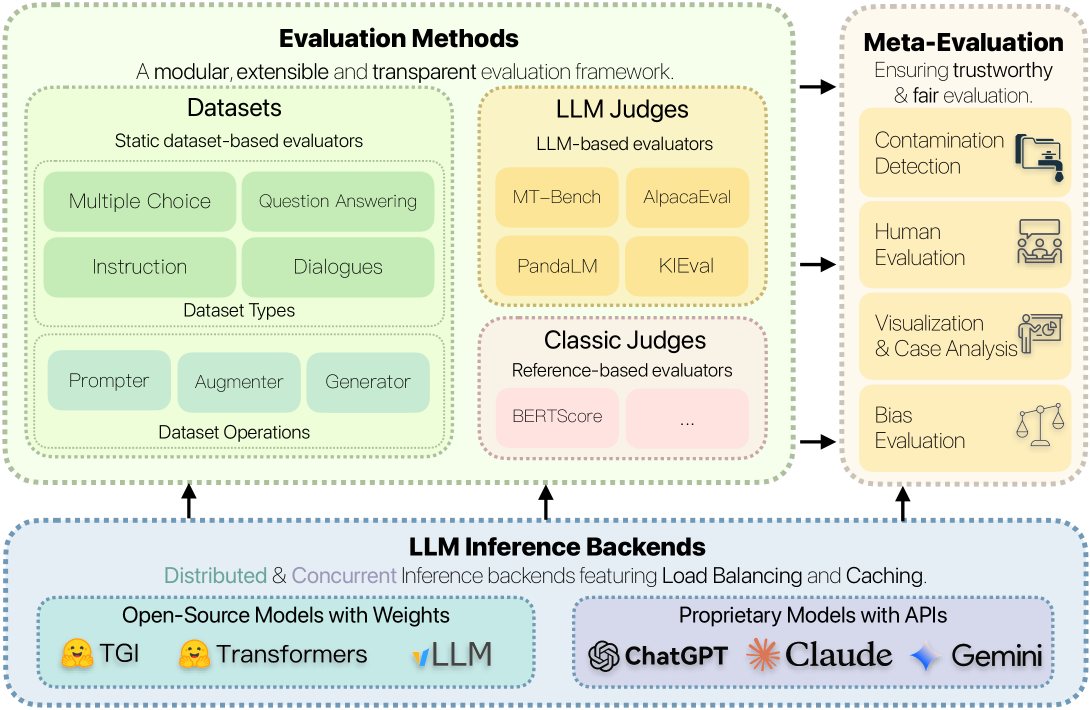 Evaluation Methods
A modular, extensible and transparent evaluation framework.
Datasets
Static dataset-based evaluators
Multiple Choice
Question Answering
Instruction
Dialogues
Dataset Types
Prompter
Augmenter
Generator
Dataset Operations
LLM Judges
LLM-based evaluators
MT-Bench
AlpacaEval
PandaLM
KIEval
Classic Judges
Reference-based evaluators
BERTScore
...
Meta-Evaluation
Ensuring trustworthy
& fair evaluation.
Contamination
Detection
Human
Evaluation
Visualization
& Case Analysis
Bias
Evaluation
LLM Inference Backends
Distributed & Concurrent Inference backends featuring Load Balancing and Caching.
Open-Source Models with Weights
TGI
Transformers
vLLM
Proprietary Models with APIs
ChatGPT
Claude
Gemini